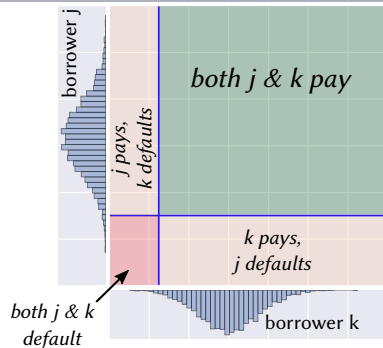 borrower j
both j & k pay
j pays,
k defaults
k pays,
j defaults
both j & k
default
borrower k